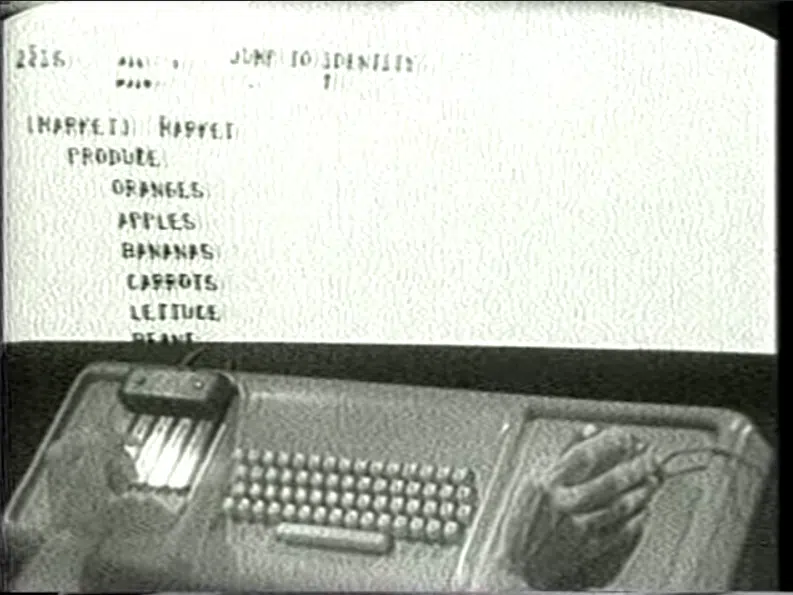 JUMP TO IDENTITY
(MARKET) MARKET
PRODUCE
ORANGES
APPLES
BANANAS
CARROTS
LETTUCE